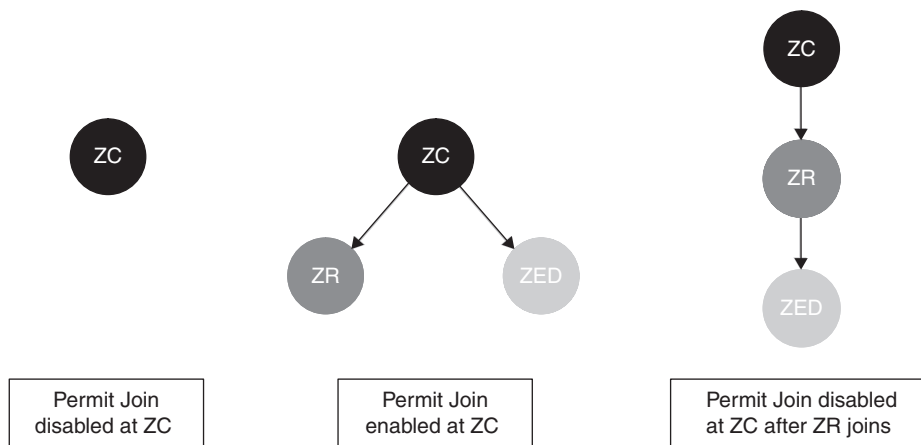 ZC
Permit Join
disabled at ZC
ZC
ZR
ZED
Permit Join
enabled at ZC
ZC
ZR
ZED
Permit Join disabled
at ZC after ZR joins